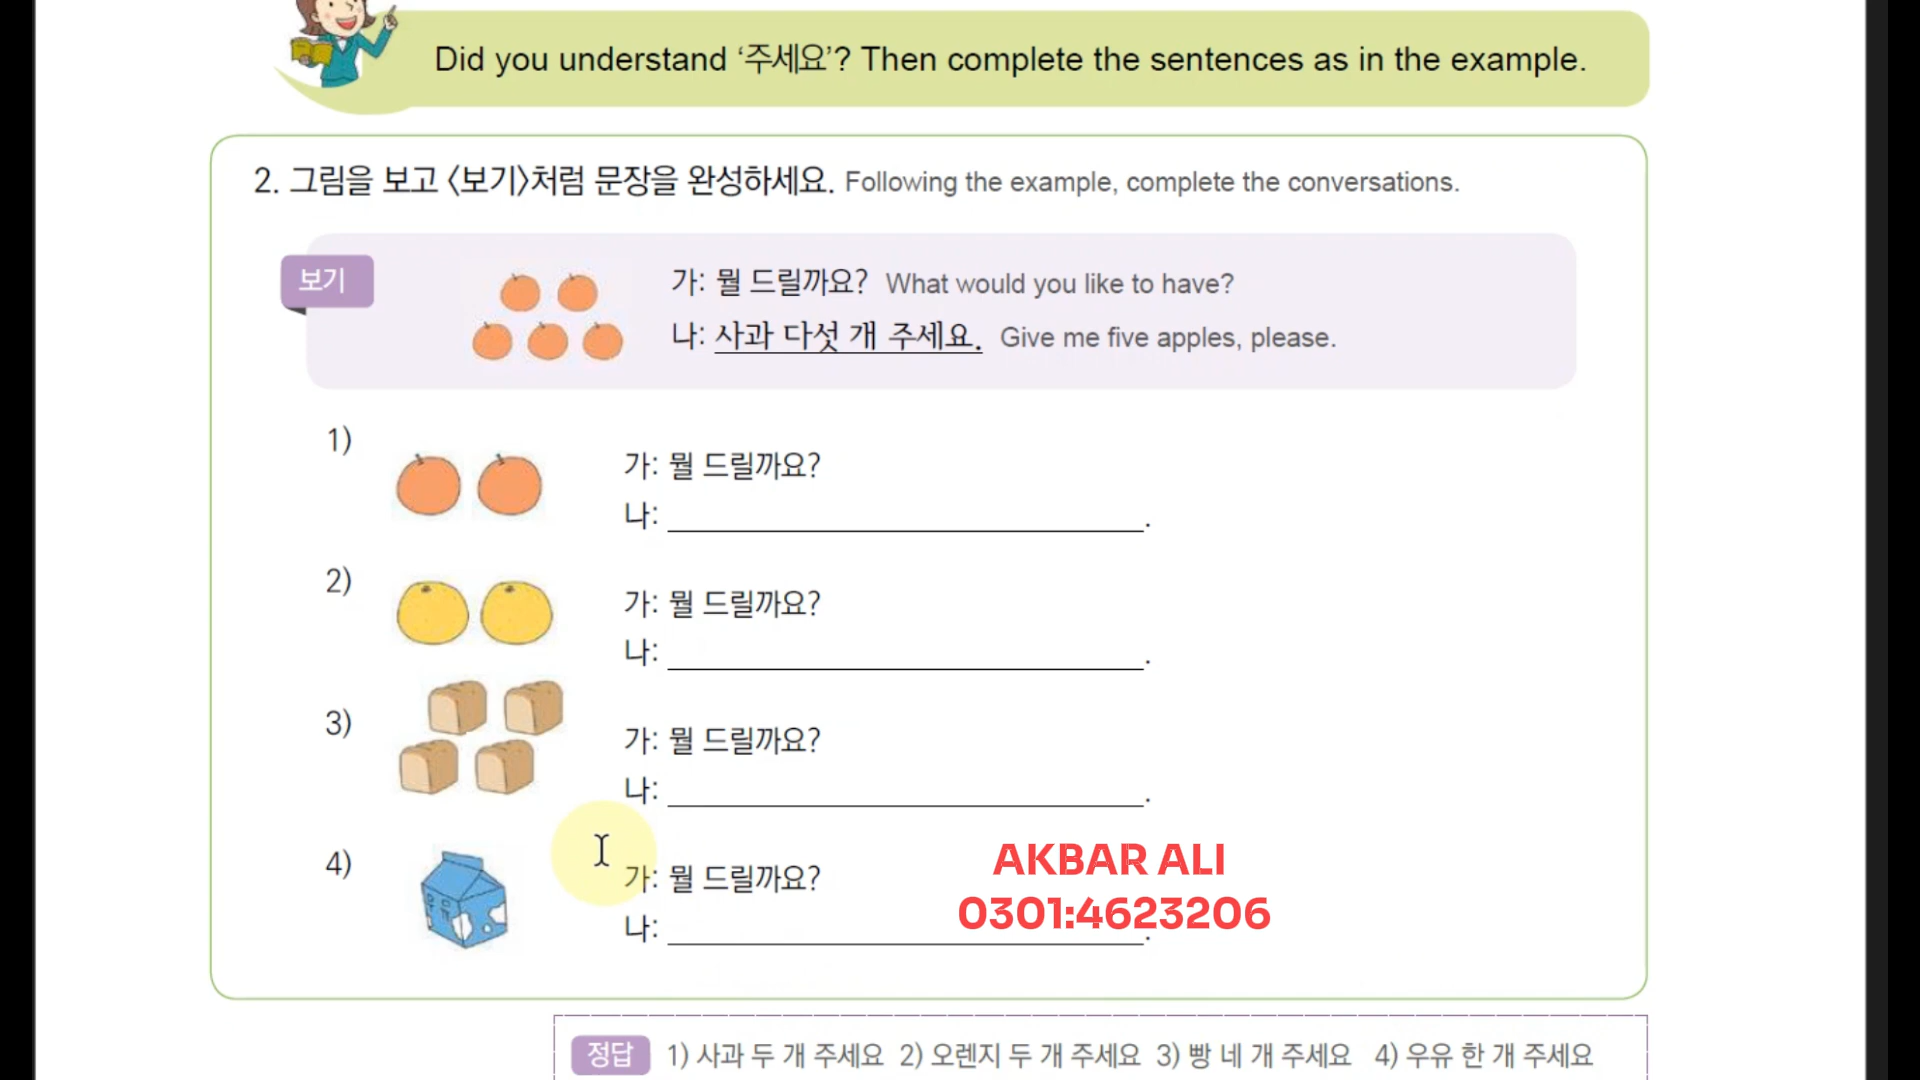 Did you understand ‘주세요’? Then complete the sentences as in the example.
2. 그림을 보고 〈보기〉처럼 문장을 완성하세요. Following the example, complete the conversations.
보기
가: 뭘 드릴까요? What would you like to have?
나: 사과 다섯 개 주세요. Give me five apples, please.
1)
가: 뭘 드릴까요?
나: .
2)
가: 뭘 드릴까요?
나: .
3)
가: 뭘 드릴까요?
나: .
4)
가: 뭘 드릴까요?
나: .
AKBAR ALI
0301:4623206
정답 1) 사과 두 개 주세요 2) 오렌지 두 개 주세요 3) 빵 네 개 주세요 4) 우유 한 개 주세요